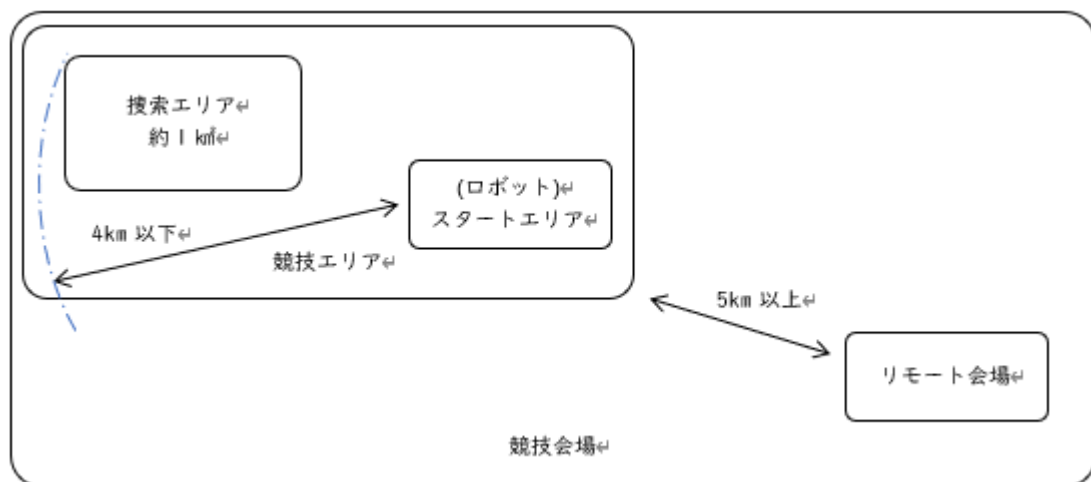 捜索エリア↵
約1㎢↵
(ロボット)↵
スタートエリア↵
4km 以下↵
競技エリア↵
5km 以上↵
リモート会場↵
競技会場↵